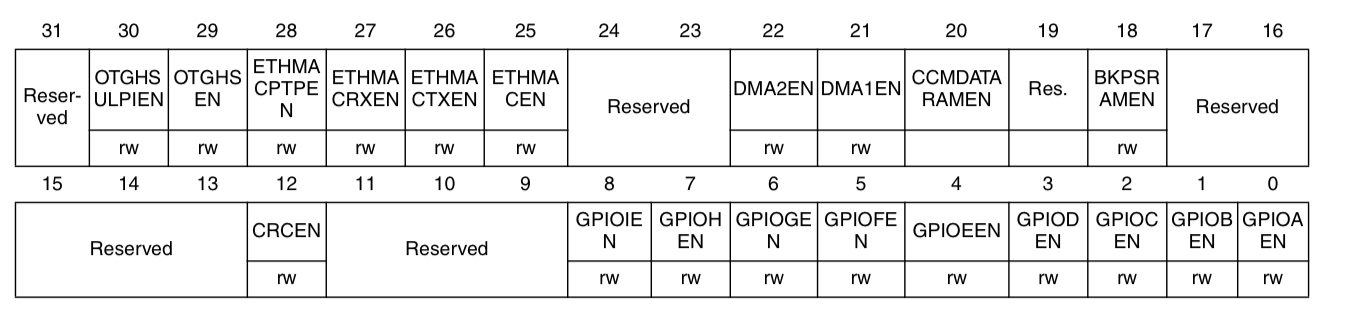 31 30 29 28 27 26 25 24 23 22 21 20 19 18 17 16
Reser-
ved
OTGHS
ULPIEN
OTGHS
EN
ETHMA
CPTPE
N
ETHMA
CRXEN
ETHMA
CTXEN
ETHMA
CEN
Reserved
DMA2EN
DMA1EN
CCMDATA
RAMEN
Res.
BKPSR
AMEN
Reserved
rw rw rw rw rw rw rw rw rw
15 14 13 12 11 10 9 8 7 6 5 4 3 2 1 0
Reserved
CRCEN
Reserved
GPIOIE
N
GPIOH
EN
GPIOGE
N
GPIOFE
N
GPIOEEN
GPIOD
EN
GPIOC
EN
GPIOB
EN
GPIOA
EN
rw rw rw rw rw rw rw rw rw rw